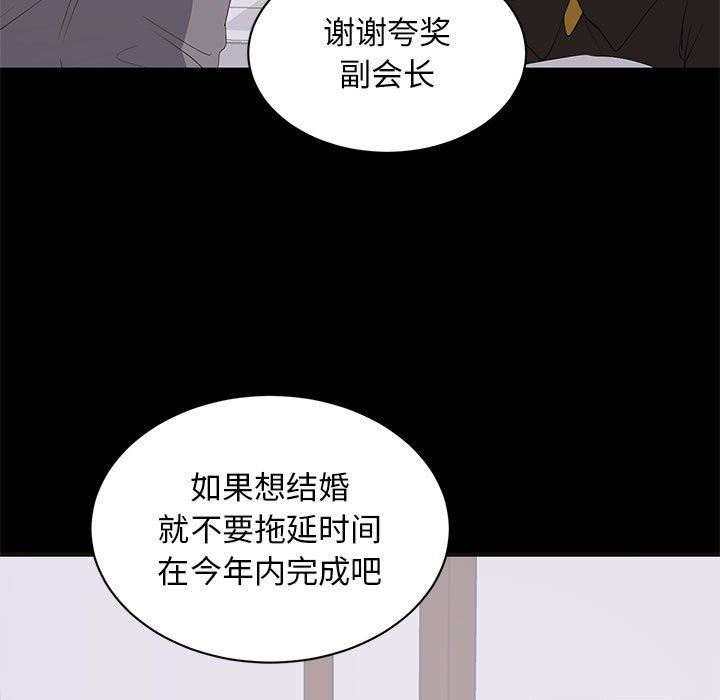 谢谢夸奖
副会长
如果想结婚
就不要拖延时间
在今年内完成吧